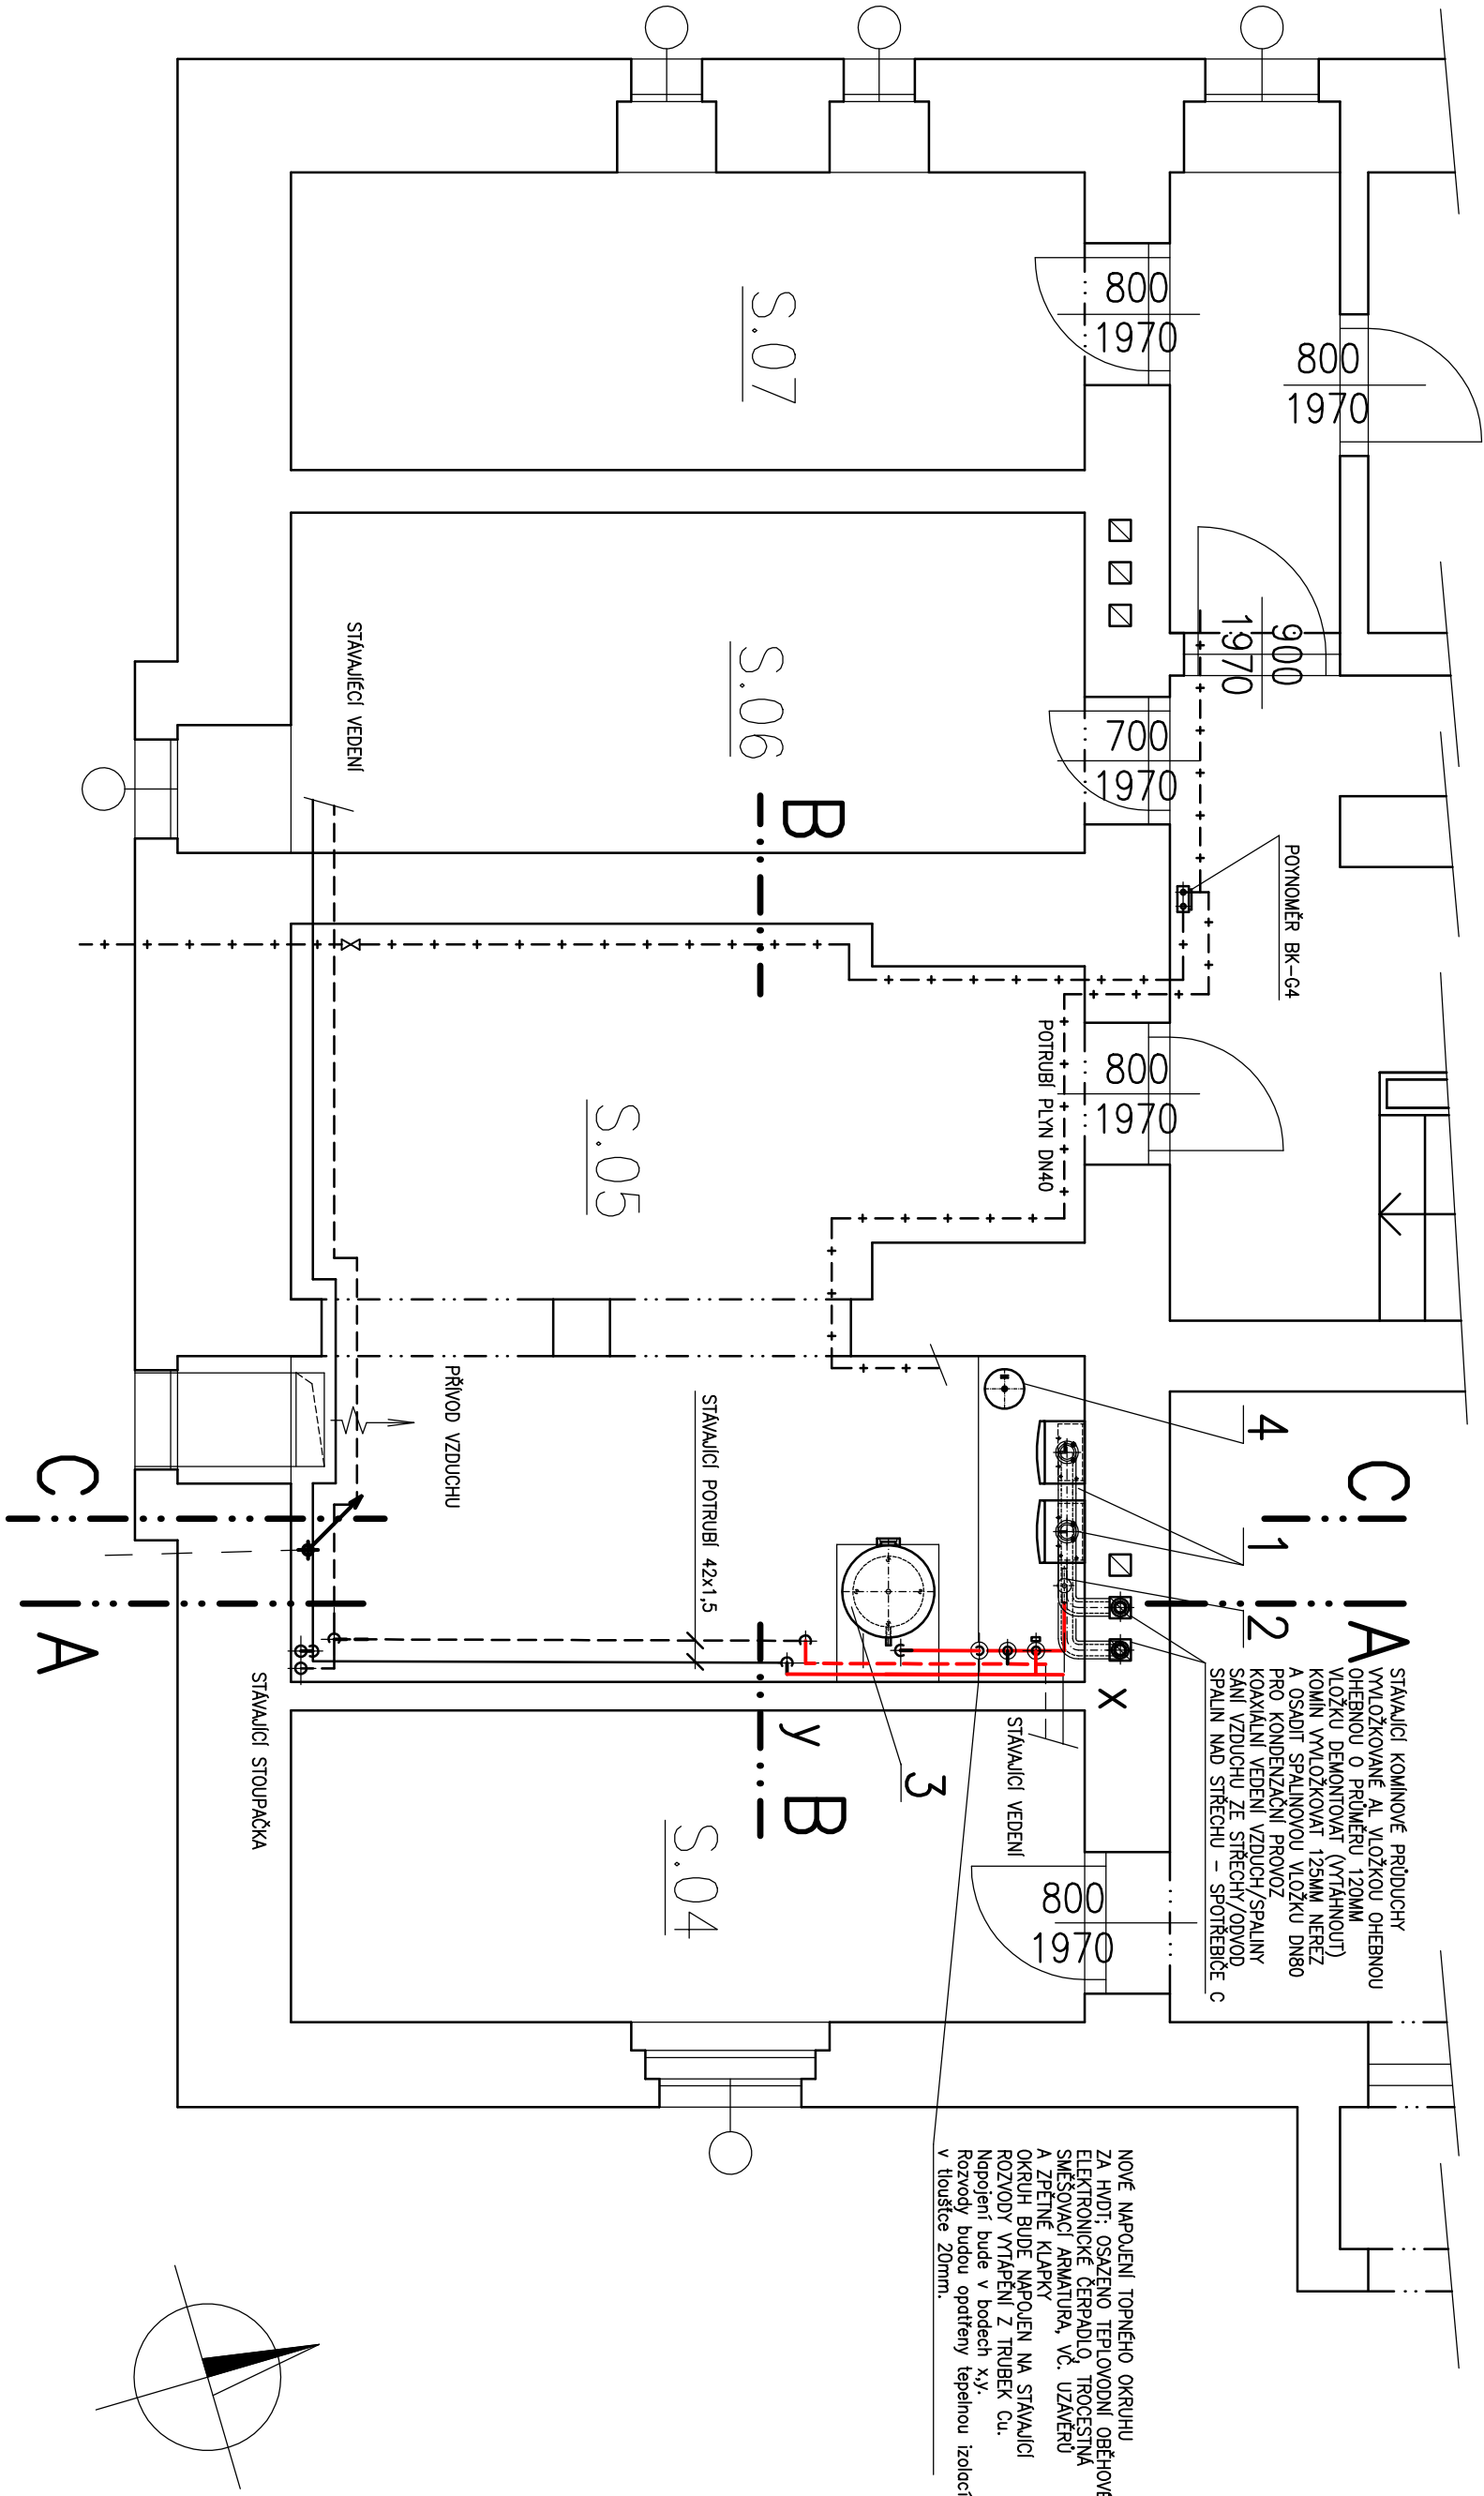 800
1970
800
1970
S.07
900
1970
700
1970
S.06
STÁVAJÍECÍ VEDENÍ
B
POYNOMĚR BK-G4
POTRUBÍ PLYN DN40
800
1970
S.05
PŘÍVOD VZDUCHU
STÁVAJÍCÍ POTRUBÍ 42x1,5
4
1
2
C
A
C
A
x
y
B
3
STÁVAJÍCÍ VEDENÍ
STÁVAJÍCÍ STOUPAČKA
S.04
800
1970
STÁVAJÍCÍ KOMÍNOVÉ PRŮDUCHY
VYVLOŽKOVANÉ AL VLOŽKOU OHEBNOU
OHEBNOU O PRŮMĚRU 120MM
VLOŽKU DEMONTOVAT (VYTÁHNOUT)
KOMÍN VYVLOŽKOVAT 125MM NEREZ
A OSADIT SPALINOVOU VLOŽKU DN80
PRO KONDENZAČNÍ PROVOZ
KOAXIÁLNÍ VEDENÍ VZDUCH/SPALINY
SÁNÍ VZDUCHU ZE STŘECHY/ODVOD
SPALIN NAD STŘECHU - SPOTŘEBIČE C
NOVÉ NAPOJENÍ TOPNÉHO OKRUHU
ZA HVDT; OSAZENO TEPLOVODNÍ OBĚHOVÉ
ELEKTRONICKÉ ČERPADLO, TROCESTNÁ
SMĚŠOVACÍ ARMATURA, VČ. UZÁVĚRŮ
A ZPĚTNÉ KLAPKY
OKRUH BUDE NAPOJEN NA STÁVAJÍCÍ
ROZVODY VYTÁPĚNÍ Z TRUBEK Cu.
Napojení bude v bodech x,y.
Rozvody budou opatřeny tepelnou izolací
v tloušťce 20mm.